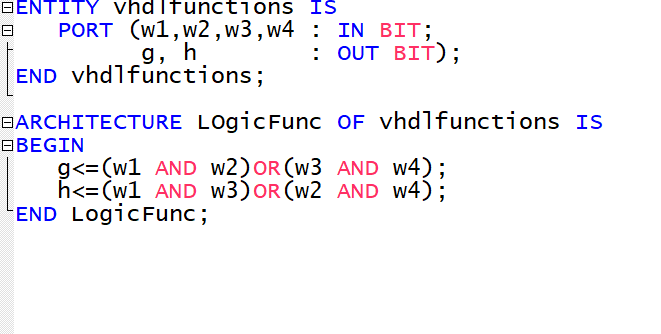 ENTITY vhdlfunctions IS
PORT (w1,w2,w3,w4 : IN BIT;
g, h : OUT BIT);
END vhdlfunctions;
ARCHITECTURE LOgicFunc OF vhdlfunctions IS
BEGIN
g<=(w1 AND w2)OR(w3 AND w4);
h<=(w1 AND w3)OR(w2 AND w4);
END LogicFunc;